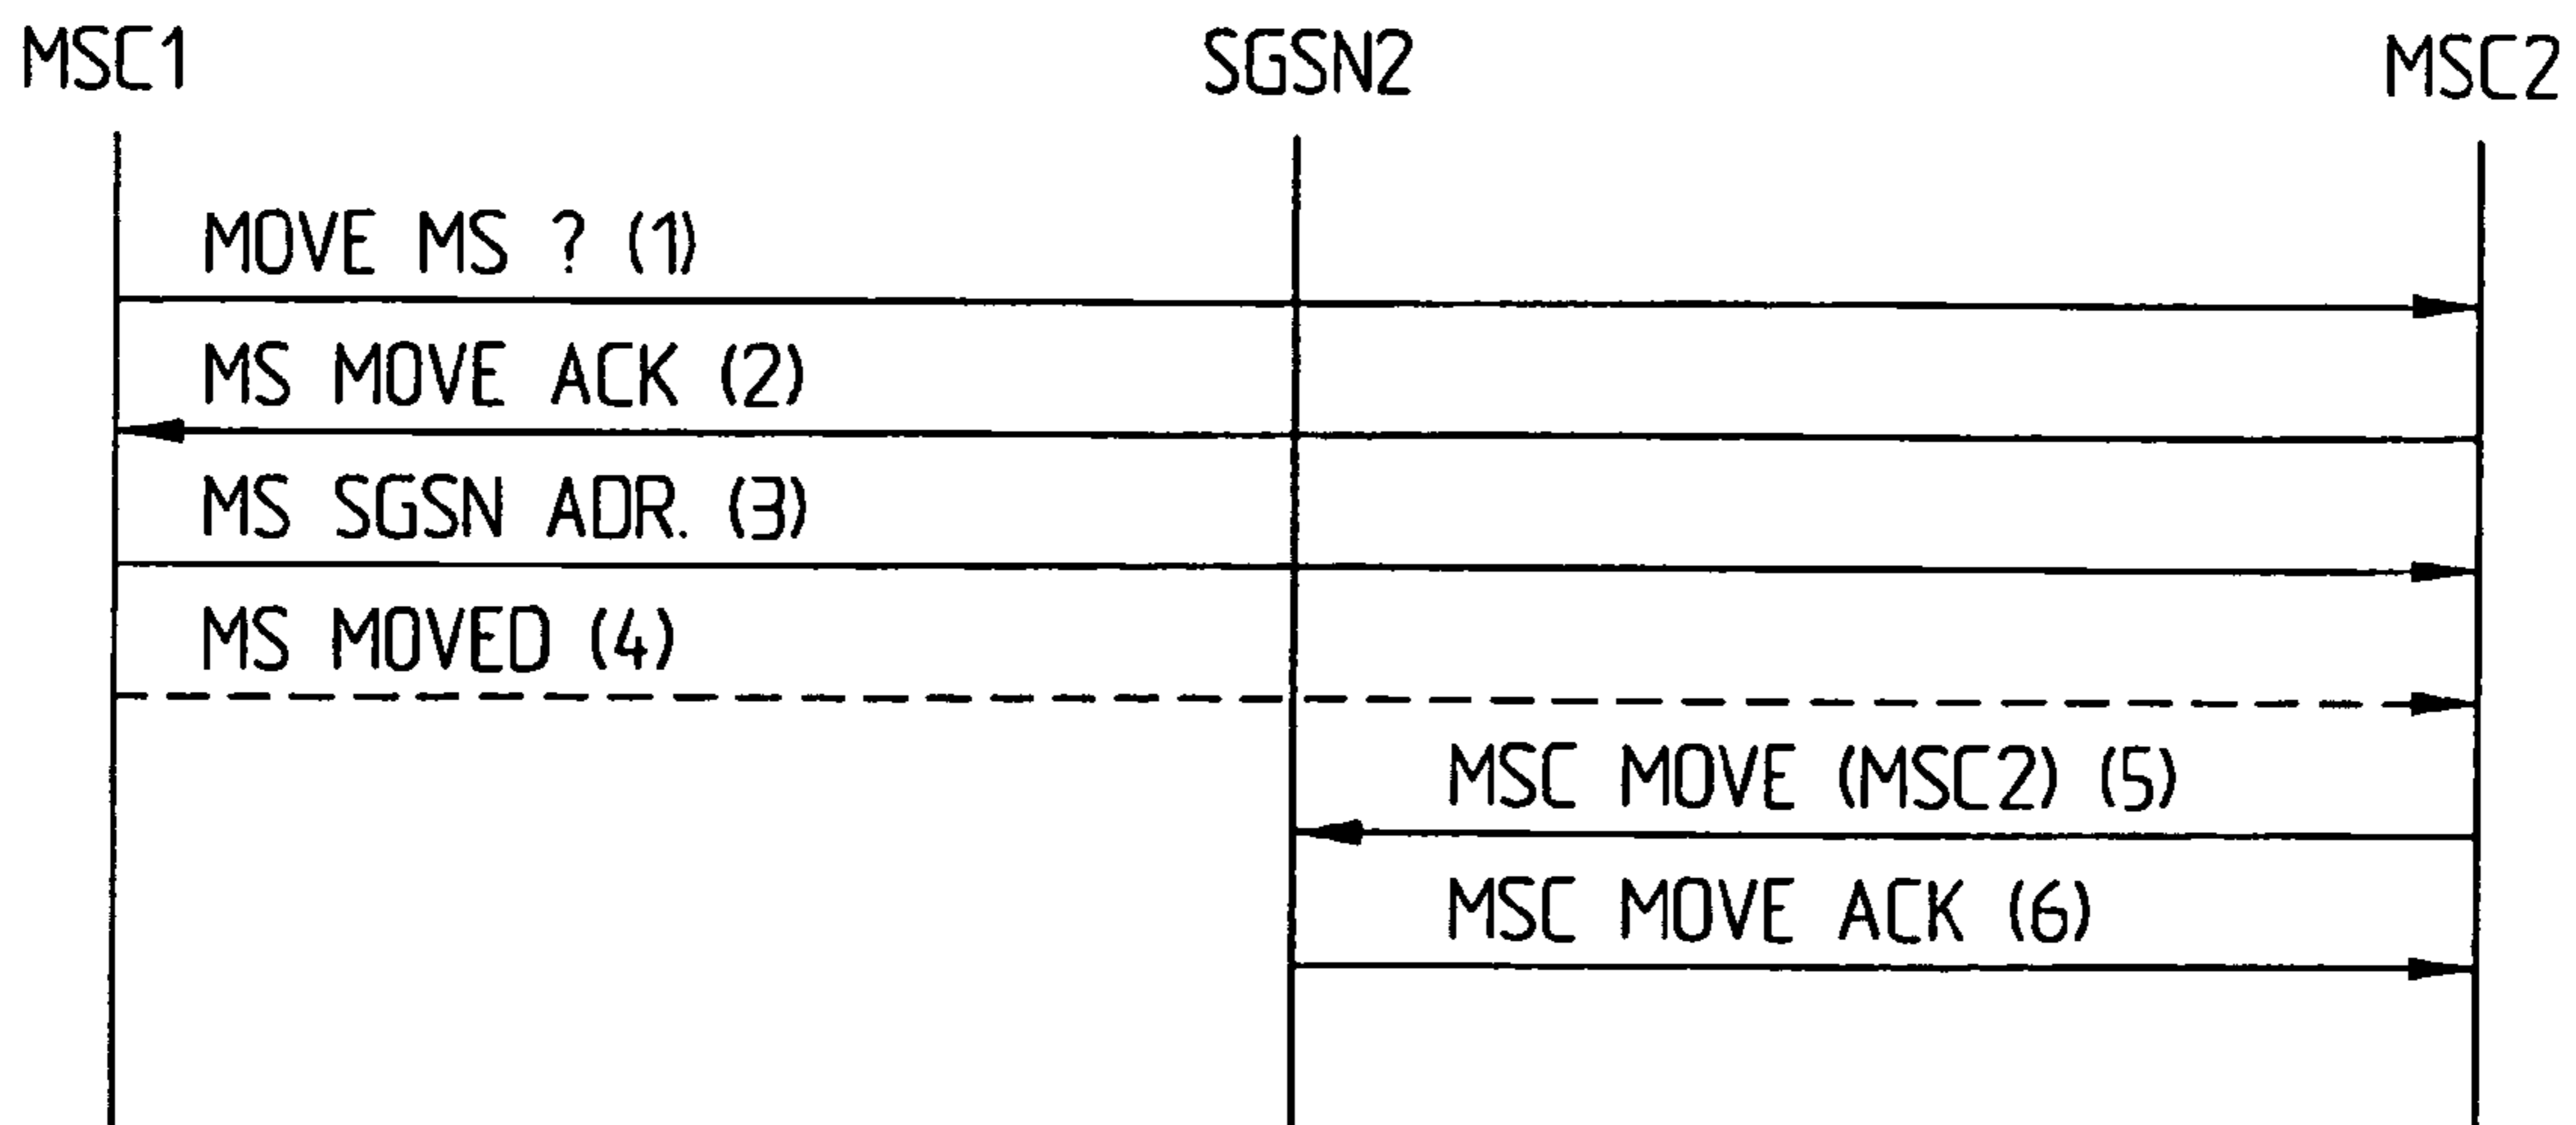 MSC1 SGSN2 MSC2
MOVE MS ? (1)
MS MOVE ACK (2)
MS SGSN ADR. (3)
MS MOVED (4)
MSC MOVE (MSC2) (5)
MSC MOVE ACK (6)